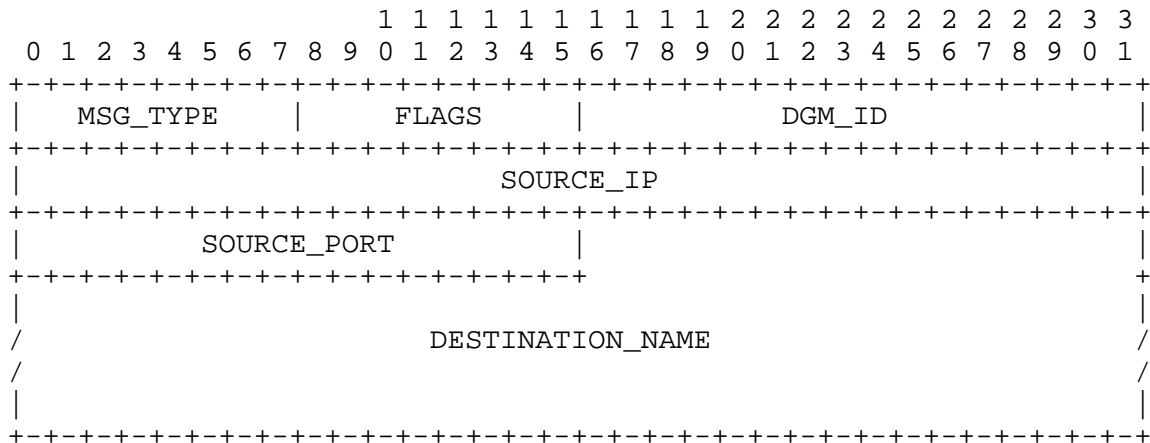 1 1 1 1 1 1 1 1 1 1 2 2 2 2 2 2 2 2 2 2 3 3
 0 1 2 3 4 5 6 7 8 9 0 1 2 3 4 5 6 7 8 9 0 1 2 3 4 5 6 7 8 9 0 1
+-+-+-+-+-+-+-+-+-+-+-+-+-+-+-+-+-+-+-+-+-+-+-+-+-+-+-+-+-+-+-+-+
|   MSG_TYPE    |     FLAGS     |           DGM_ID              |
+-+-+-+-+-+-+-+-+-+-+-+-+-+-+-+-+-+-+-+-+-+-+-+-+-+-+-+-+-+-+-+-+
|                           SOURCE_IP                           |
+-+-+-+-+-+-+-+-+-+-+-+-+-+-+-+-+-+-+-+-+-+-+-+-+-+-+-+-+-+-+-+-+
|          SOURCE_PORT          |                               |
+-+-+-+-+-+-+-+-+-+-+-+-+-+-+-+-+                               +
|                                                               |
/                       DESTINATION_NAME                        /
/                                                               /
|                                                               |
+-+-+-+-+-+-+-+-+-+-+-+-+-+-+-+-+-+-+-+-+-+-+-+-+-+-+-+-+-+-+-+-+